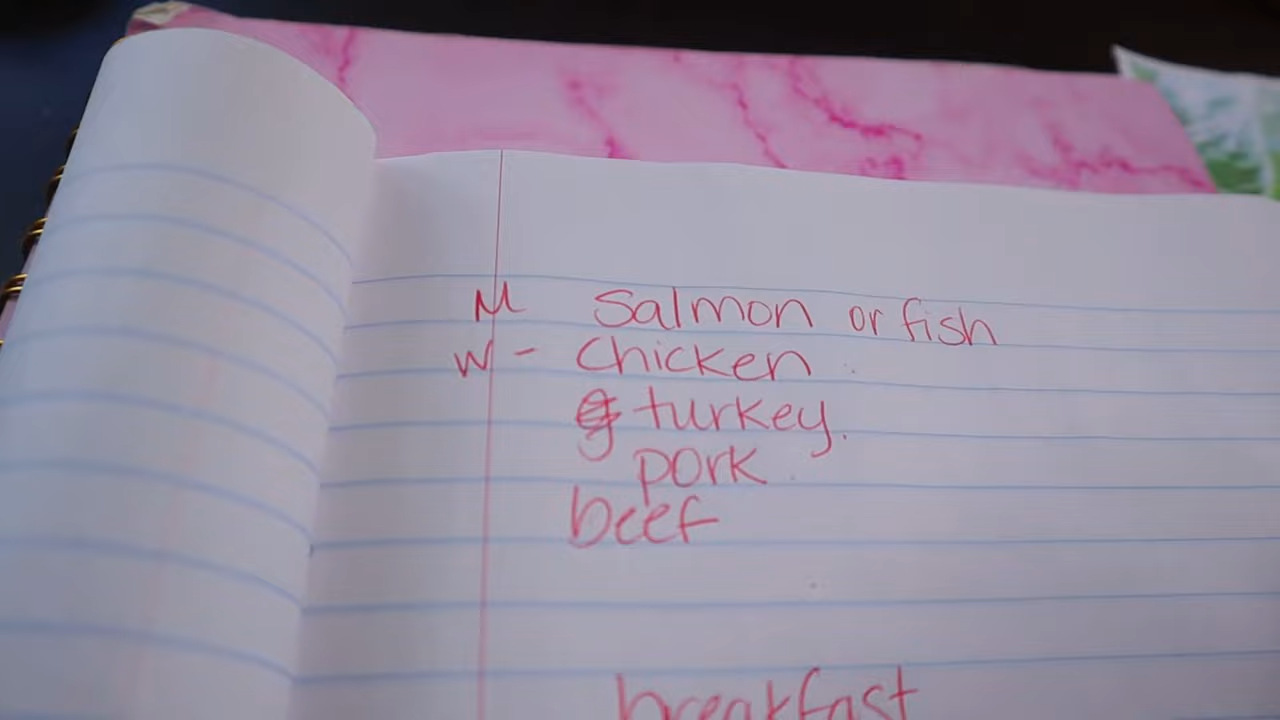 M salmon or fish
W - Chicken
turkey.
pork
beef
breakfast